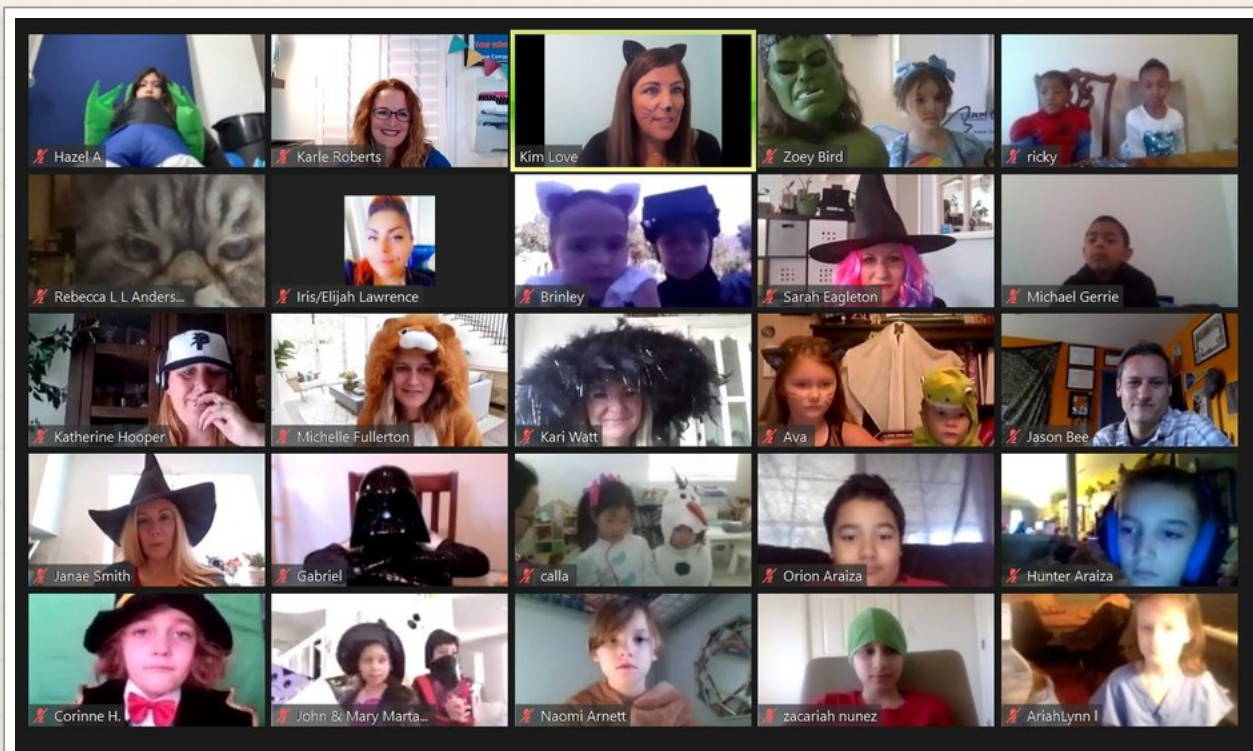 Hazel A
Karle Roberts
Your scho
Kim Love
Zoey Bird
ricky
Rebecca L L Anders...
Iris/Elijah Lawrence
Brinley
Sarah Eagleton
Michael Gerrie
Katherine Hooper
Michelle Fullerton
Kari Watt
Ava
Jason Bee
Janae Smith
Gabriel
calla
Orion Araiza
Hunter Araiza
Corinne H.
John & Mary Marta...
Naomi Arnett
zacariah nunez
AriahLynn I